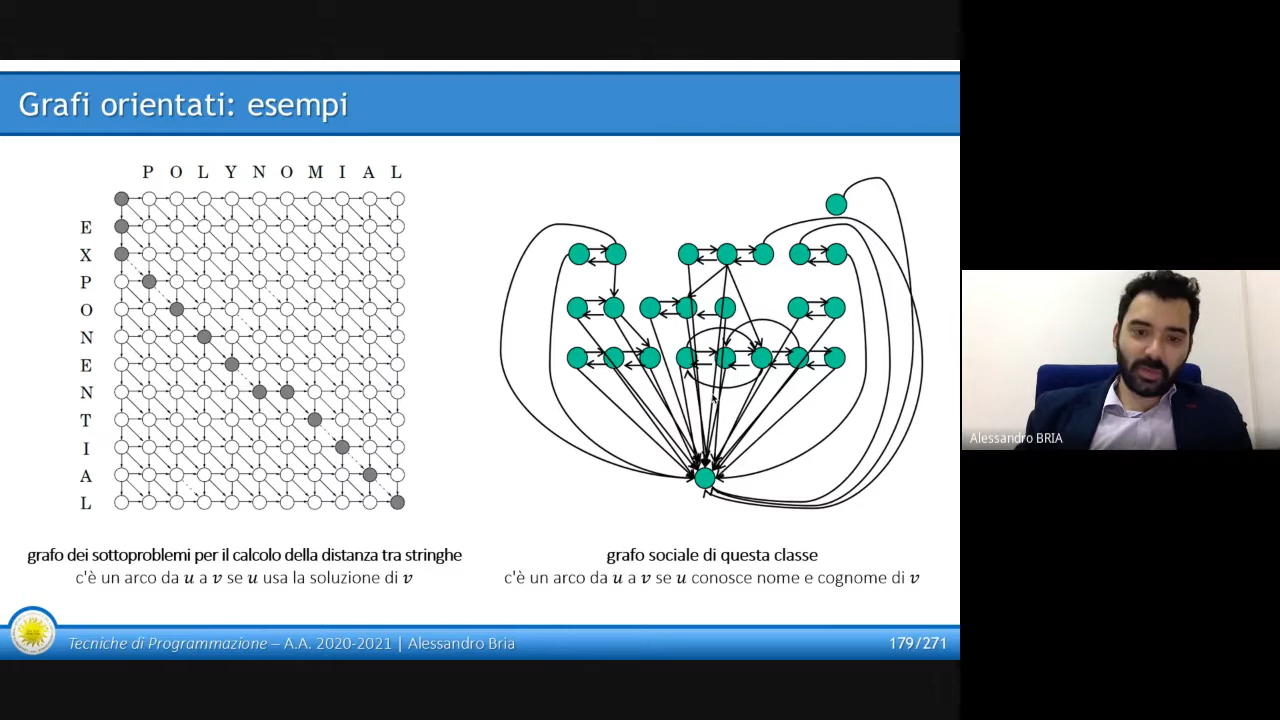 Grafi orientati: esempi
P O L Y N O M I A L
E
X
P
O
N
E
N
T
I
A
L
grafo dei sottoproblemi per il calcolo della distanza tra stringhe
c'è un arco da u a v se u usa la soluzione di v
grafo sociale di questa classe
c'è un arco da u a v se u conosce nome e cognome di v
Alessandro BRIA
Tecniche di Programmazione – A.A. 2020-2021 | Alessandro Bria
179/271